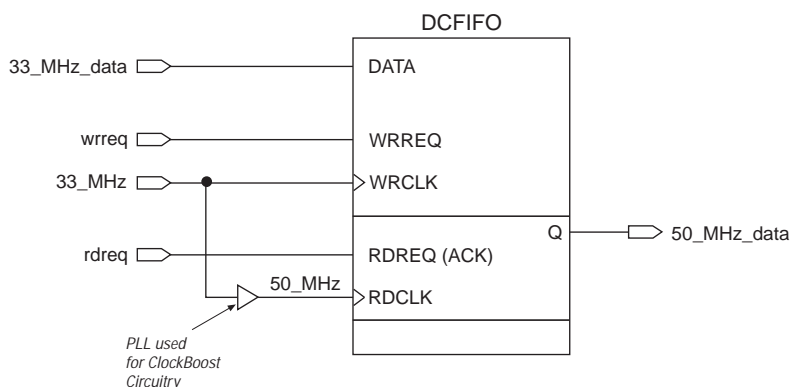 DCFIFO
33_MHz_data
DATA
wrreq
WRREQ
33_MHz
WRCLK
Q
50_MHz_data
rdreq
RDREQ (ACK)
50_MHz
RDCLK
PLL used
for ClockBoost
Circuitry